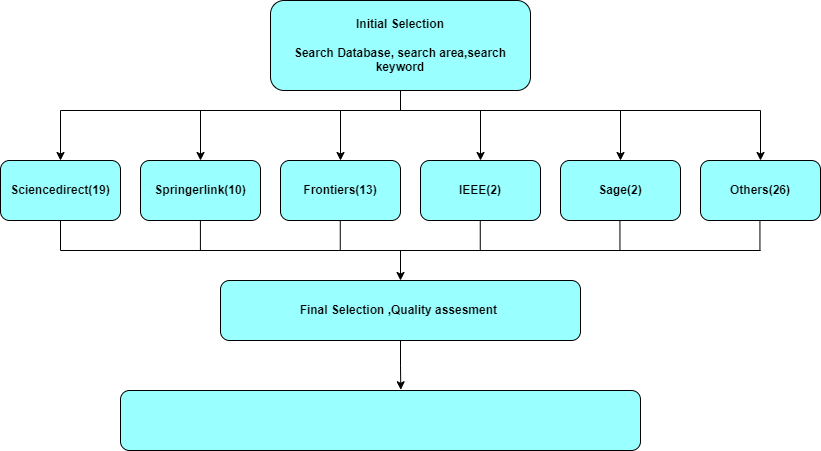 Initial Selection
Search Database, search area,search
keyword
Sciencedirect(19)
Springerlink(10)
Frontiers(13)
IEEE(2)
Sage(2)
Others(26)
Final Selection ,Quality assesment